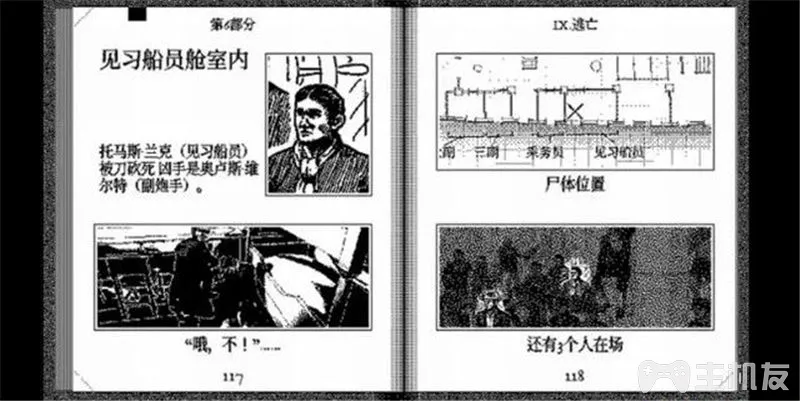 第6部分
见习船员舱室内
托马斯·兰克（见习船员）
被刀砍死 凶手是奥卢斯·维
尔特（副炮手）。
“哦，不！”……
117
IX.逃亡
三副
乘务员
见习船员
尸体位置
还有3个人在场
118
主机友